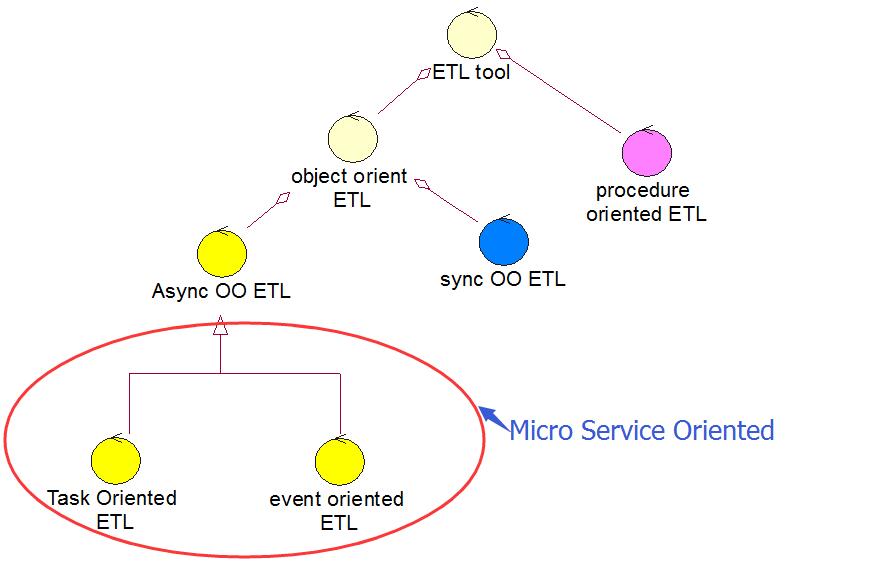 ETL tool
object orient
ETL
procedure
oriented ETL
Async OO ETL
sync OO ETL
Micro Service Oriented
Task Oriented
ETL
event oriented
ETL